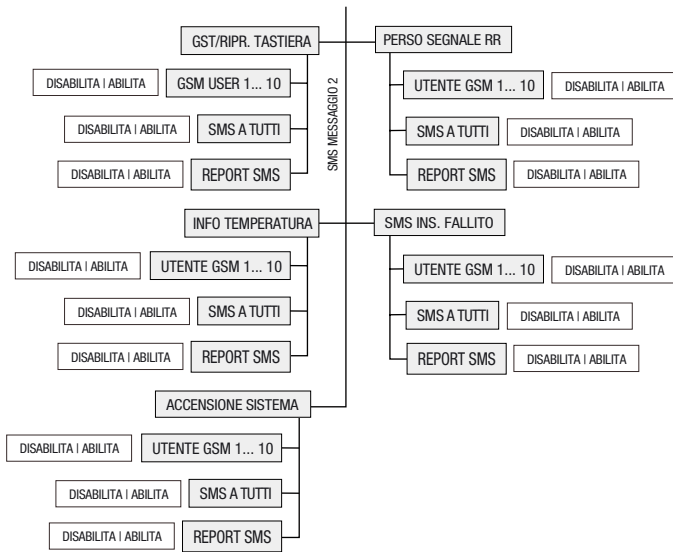 SMS MESSAGGIO 2
GST/RIPR. TASTIERA
DISABILITA | ABILITA GSM USER 1... 10
DISABILITA | ABILITA SMS A TUTTI
DISABILITA | ABILITA REPORT SMS
PERSO SEGNALE RR
UTENTE GSM 1... 10 DISABILITA | ABILITA
SMS A TUTTI DISABILITA | ABILITA
REPORT SMS DISABILITA | ABILITA
INFO TEMPERATURA
DISABILITA | ABILITA UTENTE GSM 1... 10
DISABILITA | ABILITA SMS A TUTTI
DISABILITA | ABILITA REPORT SMS
SMS INS. FALLITO
UTENTE GSM 1... 10 DISABILITA | ABILITA
SMS A TUTTI DISABILITA | ABILITA
REPORT SMS DISABILITA | ABILITA
ACCENSIONE SISTEMA
DISABILITA | ABILITA UTENTE GSM 1... 10
DISABILITA | ABILITA SMS A TUTTI
DISABILITA | ABILITA REPORT SMS